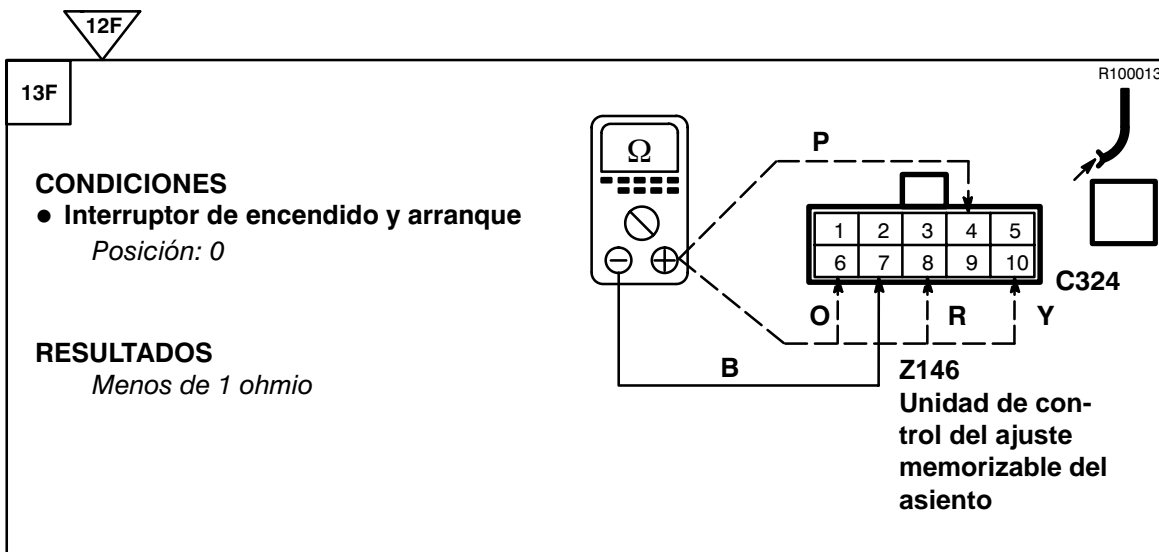 12F
13F
R100013
CONDICIONES
● Interruptor de encendido y arranque
Posición: 0
RESULTADOS
Menos de 1 ohmio
Ω
P
1 2 3 4 5
6 7 8 9 10
C324
O R Y
B
Z146
Unidad de con-
trol del ajuste
memorizable del
asiento